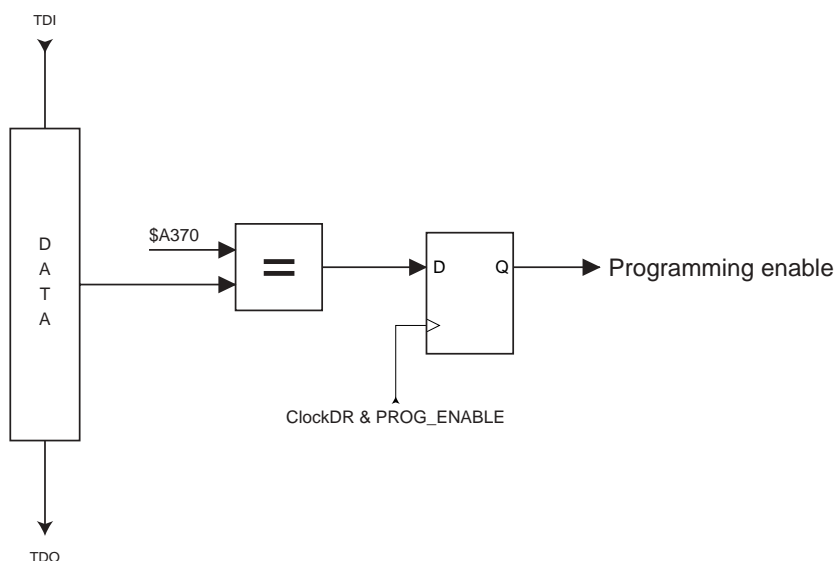 TDI
D
A
T
A
$A370
=
D
Q
Programming enable
ClockDR & PROG_ENABLE
TDO